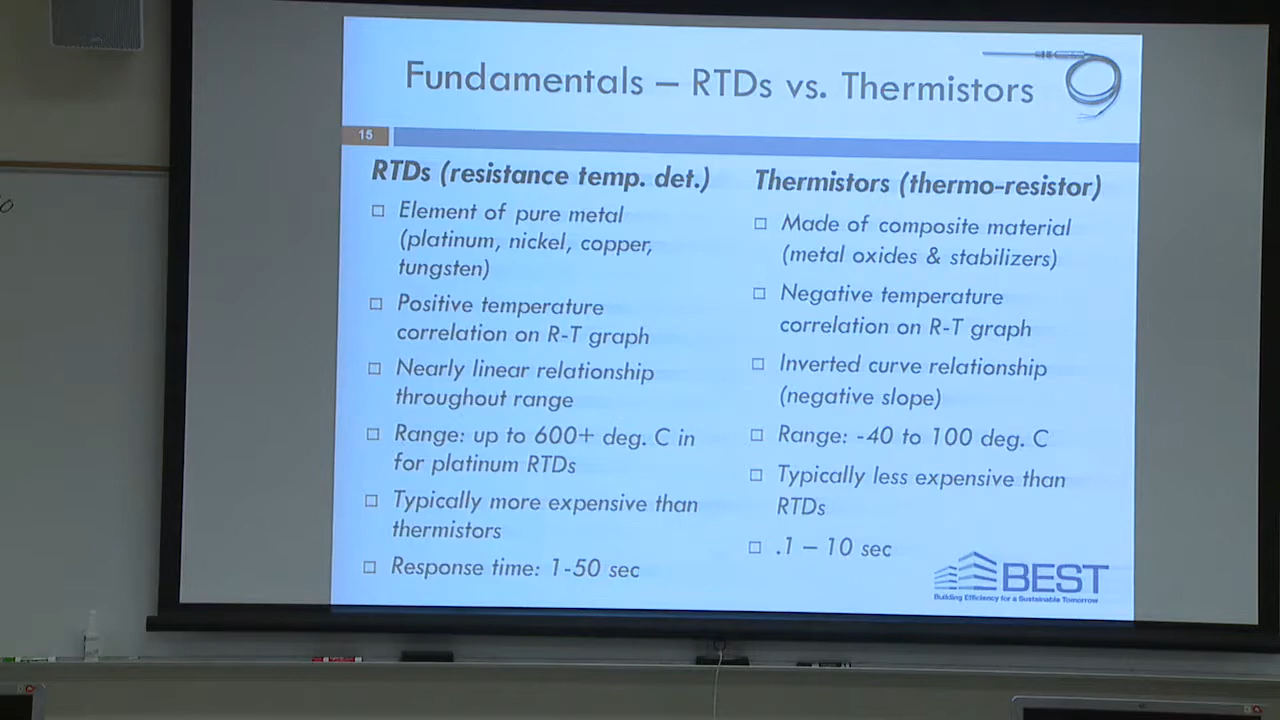 Fundamentals – RTDs vs. Thermistors
15
RTDs (resistance temp. det.)
□ Element of pure metal
(platinum, nickel, copper,
tungsten)
□ Positive temperature
correlation on R-T graph
□ Nearly linear relationship
throughout range
□ Range: up to 600+ deg. C in
for platinum RTDs
□ Typically more expensive than
thermistors
□ Response time: 1-50 sec
Thermistors (thermo-resistor)
□ Made of composite material
(metal oxides & stabilizers)
□ Negative temperature
correlation on R-T graph
□ Inverted curve relationship
(negative slope)
□ Range: -40 to 100 deg. C
□ Typically less expensive than
RTDs
□ .1 – 10 sec
BEST
Building Efficiency for a Sustainable Tomorrow